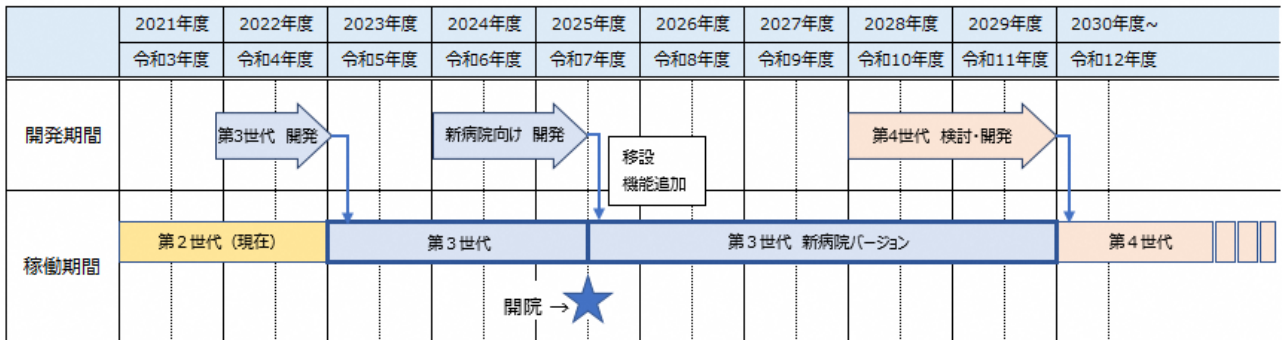 2021年度 2022年度 2023年度 2024年度 2025年度 2026年度 2027年度 2028年度 2029年度 2030年度~
令和3年度 令和4年度 令和5年度 令和6年度 令和7年度 令和8年度 令和9年度 令和10年度 令和11年度 令和12年度
開発期間
第3世代 開発
新病院向け 開発
第4世代 検討・開発
移設
機能追加
稼働期間
第2世代（現在）
第3世代
第3世代 新病院バージョン
第4世代
開院→